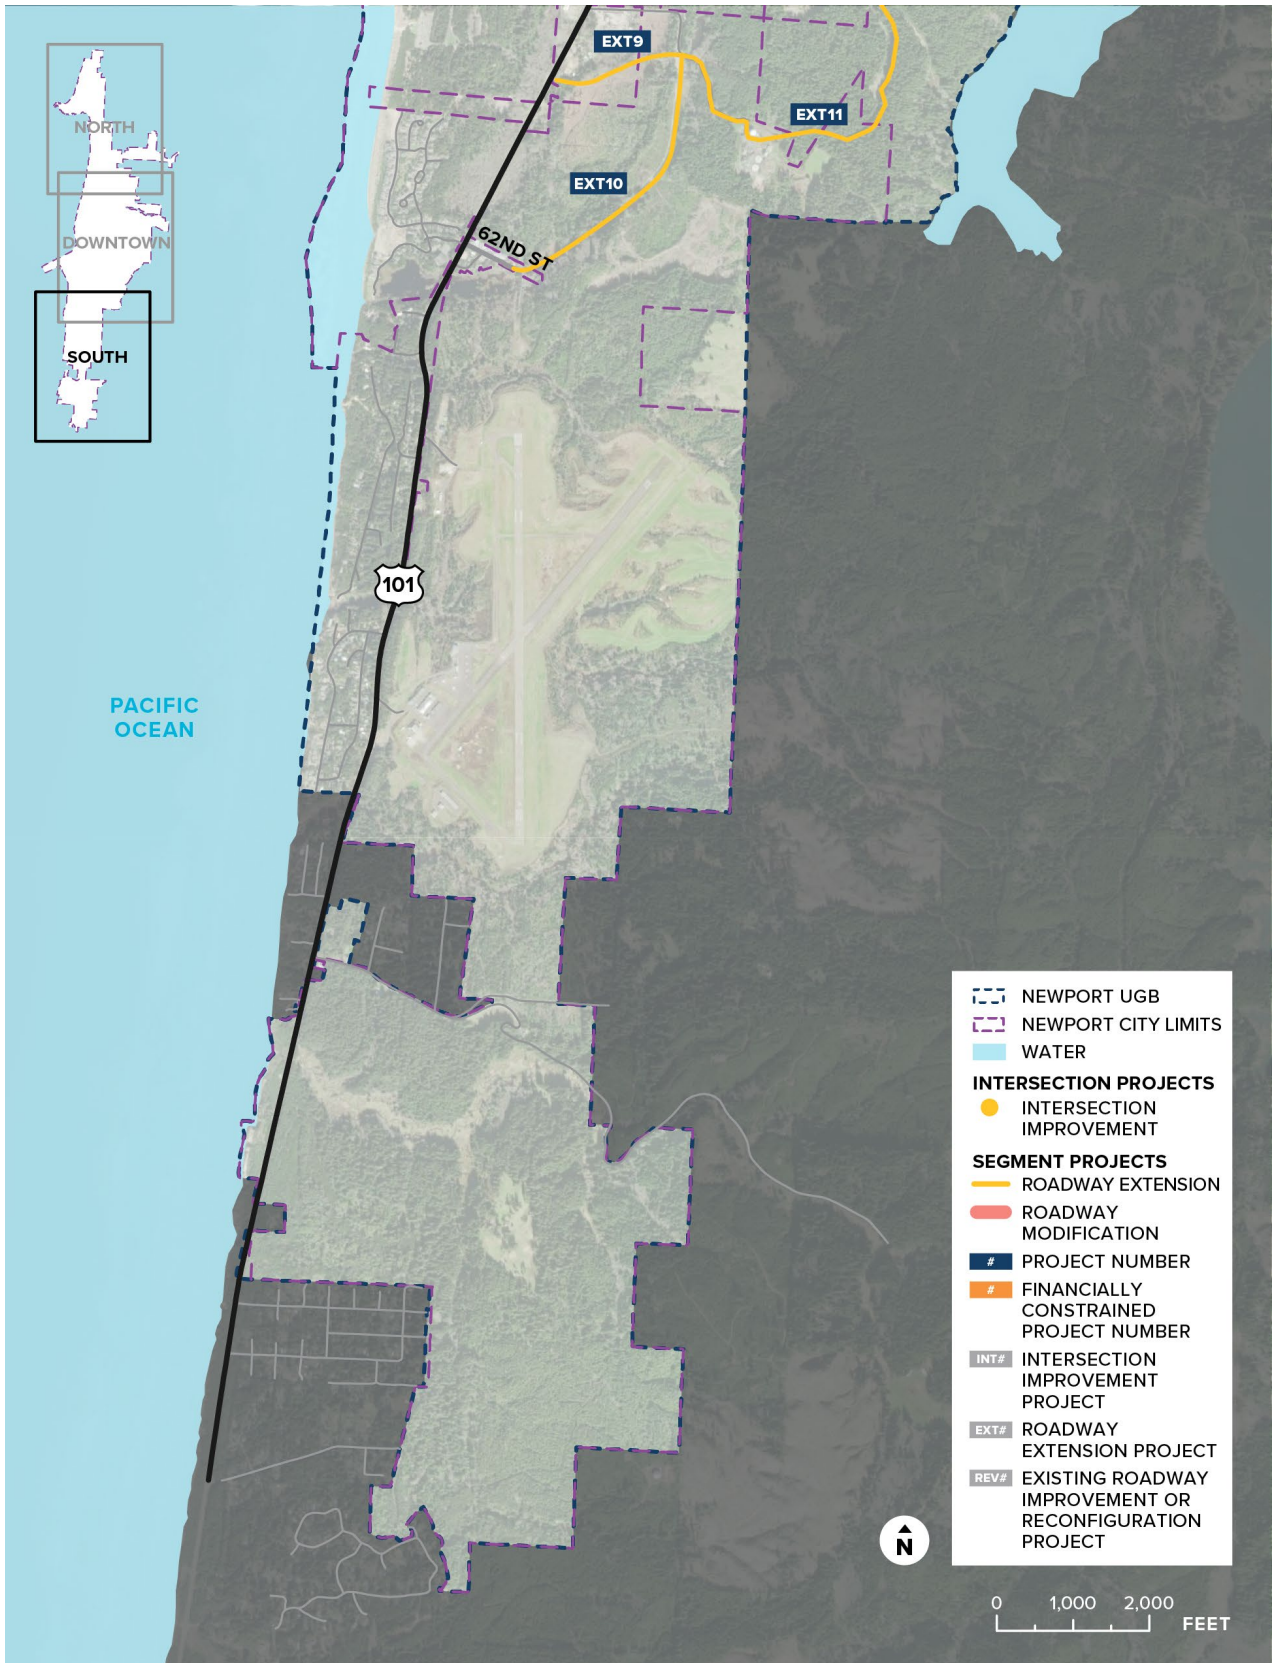 EXT9
EXT11
EXT10
62ND ST
NORTH
DOWNTOWN
SOUTH
101
PACIFIC
OCEAN
NEWPORT UGB
NEWPORT CITY LIMITS
WATER
INTERSECTION PROJECTS
INTERSECTION
IMPROVEMENT
SEGMENT PROJECTS
ROADWAY EXTENSION
ROADWAY
MODIFICATION
# PROJECT NUMBER
# FINANCIALLY
CONSTRAINED
PROJECT NUMBER
INT# INTERSECTION
IMPROVEMENT
PROJECT
EXT# ROADWAY
EXTENSION PROJECT
REV# EXISTING ROADWAY
IMPROVEMENT OR
RECONFIGURATION
PROJECT
N
0 1,000 2,000
FEET